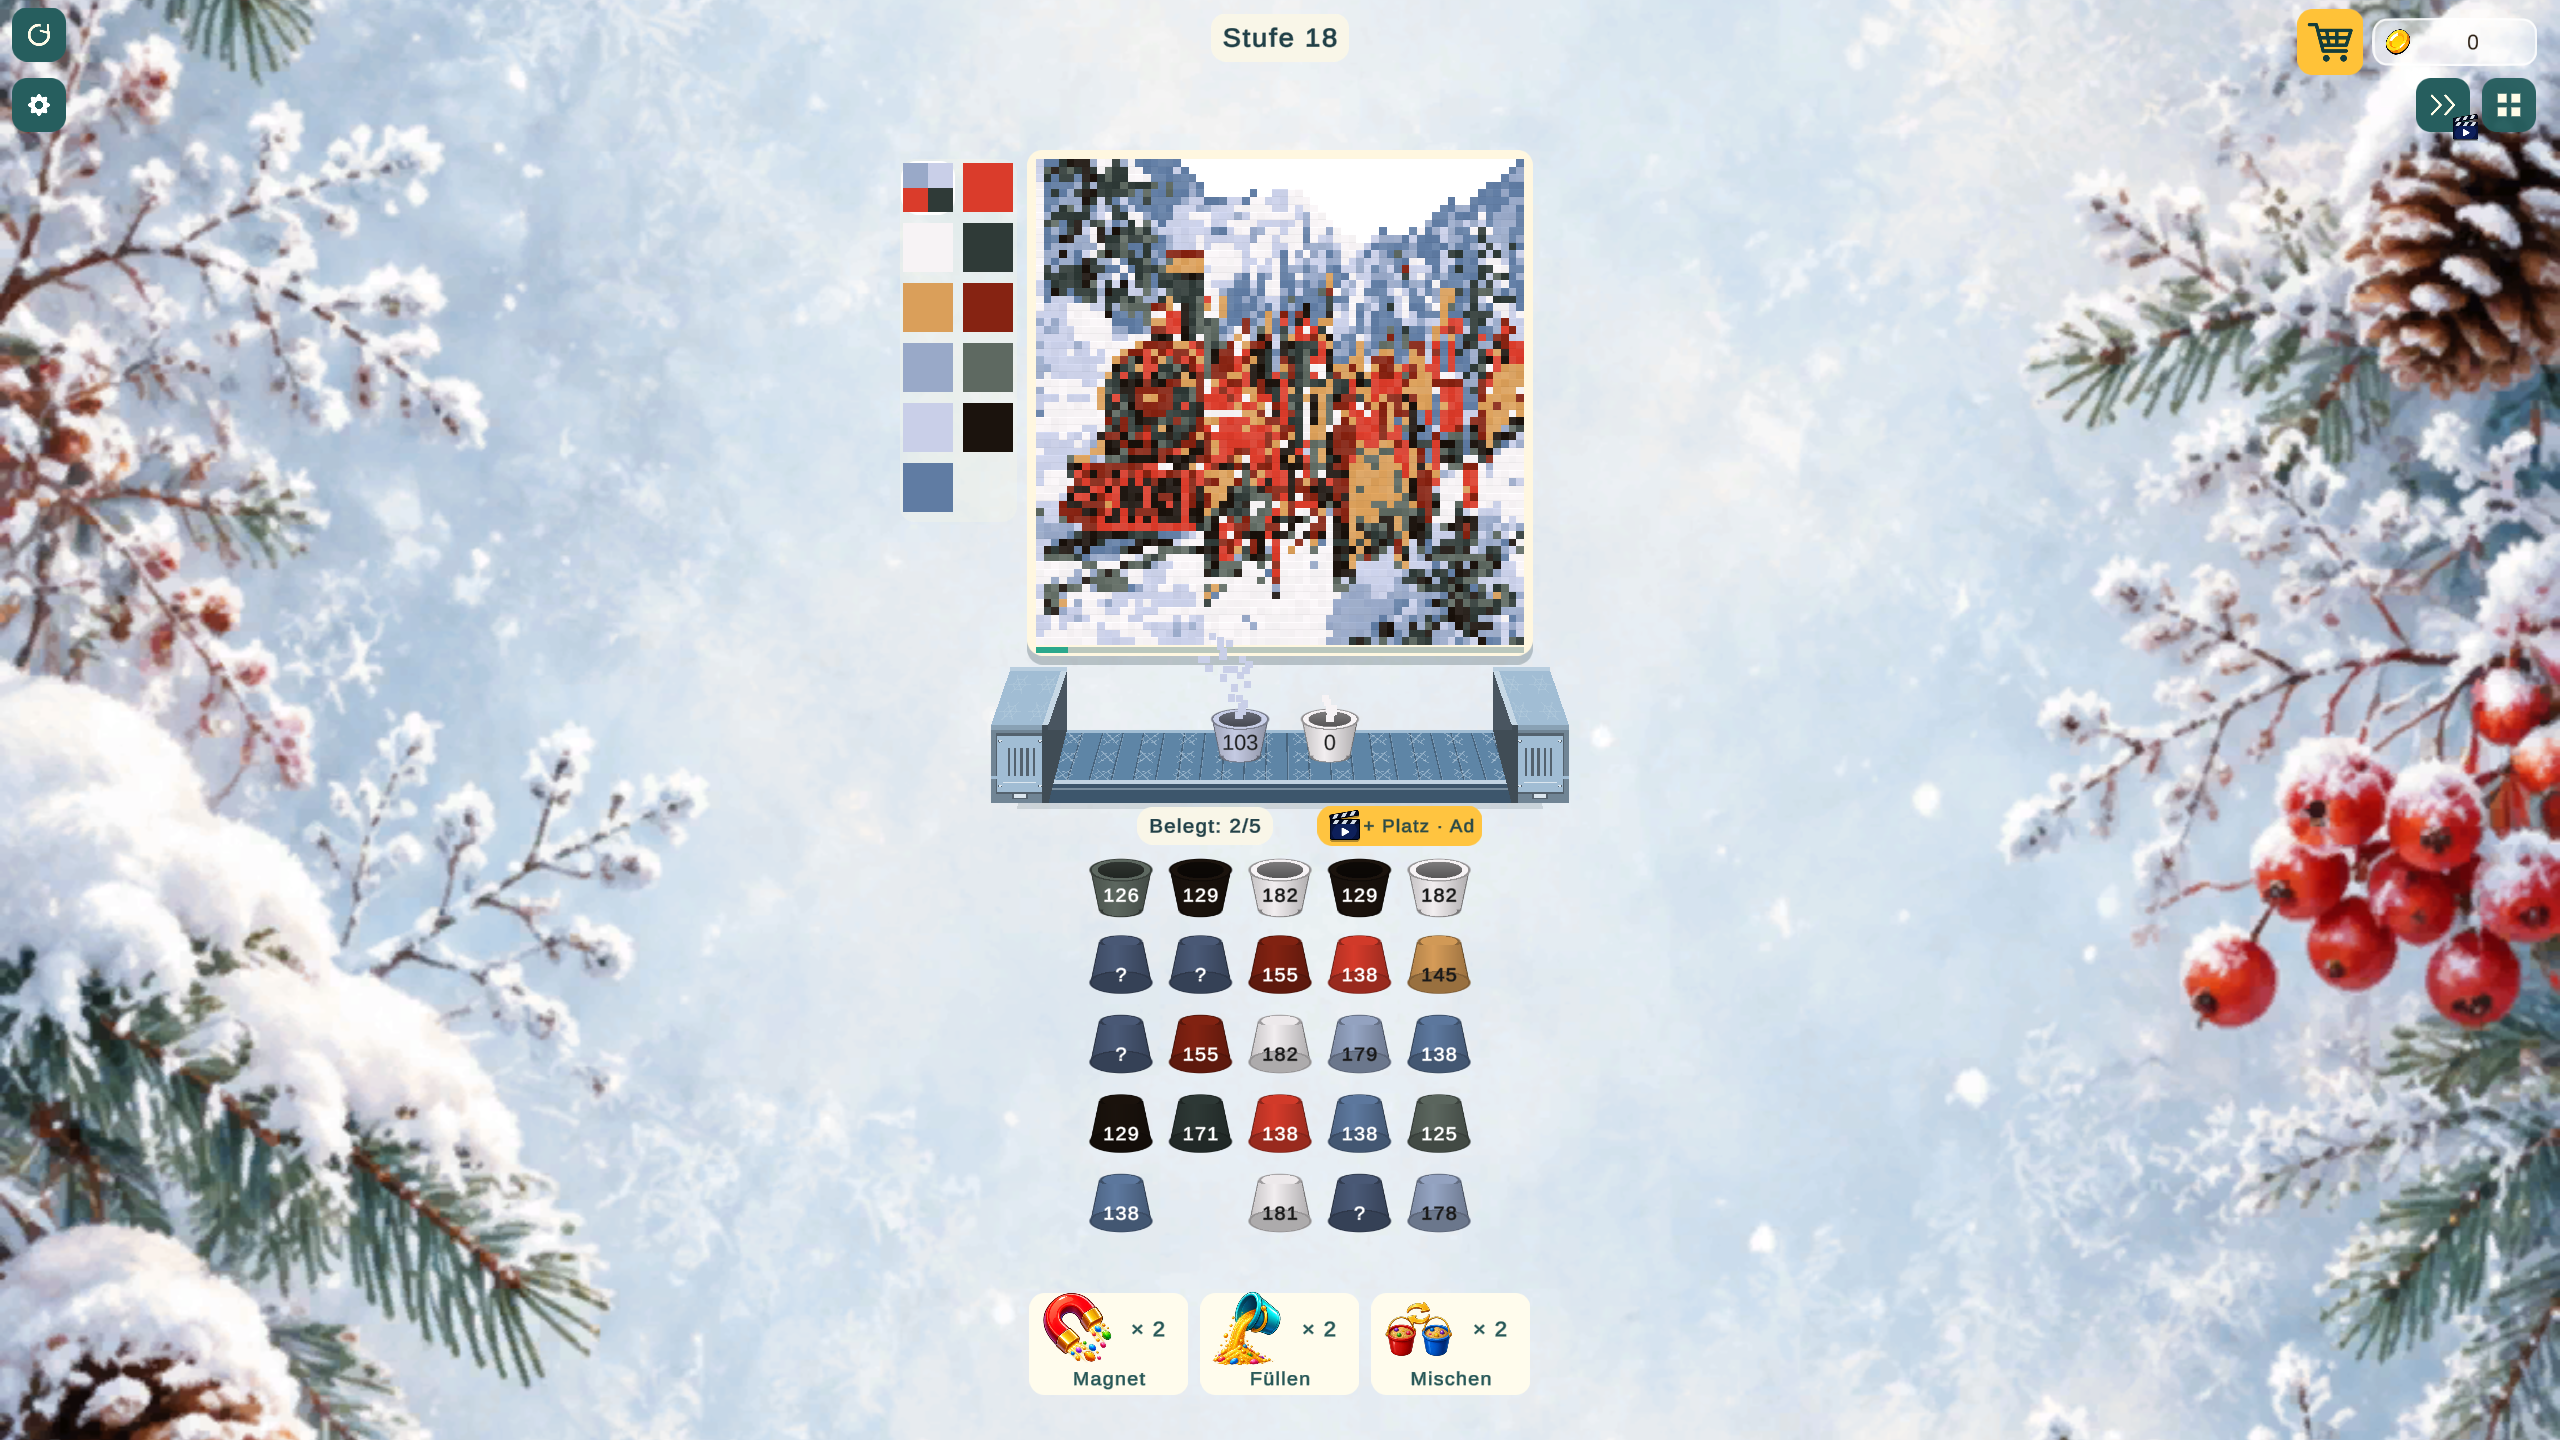 Stufe 18
0
103
0
Belegt: 2/5
+ Platz · Ad
126 129 182 129 182
? ? 155 138 145
? 155 182 179 138
129 171 138 138 125
138 181 ? 178
× 2
Magnet
× 2
Füllen
× 2
Mischen